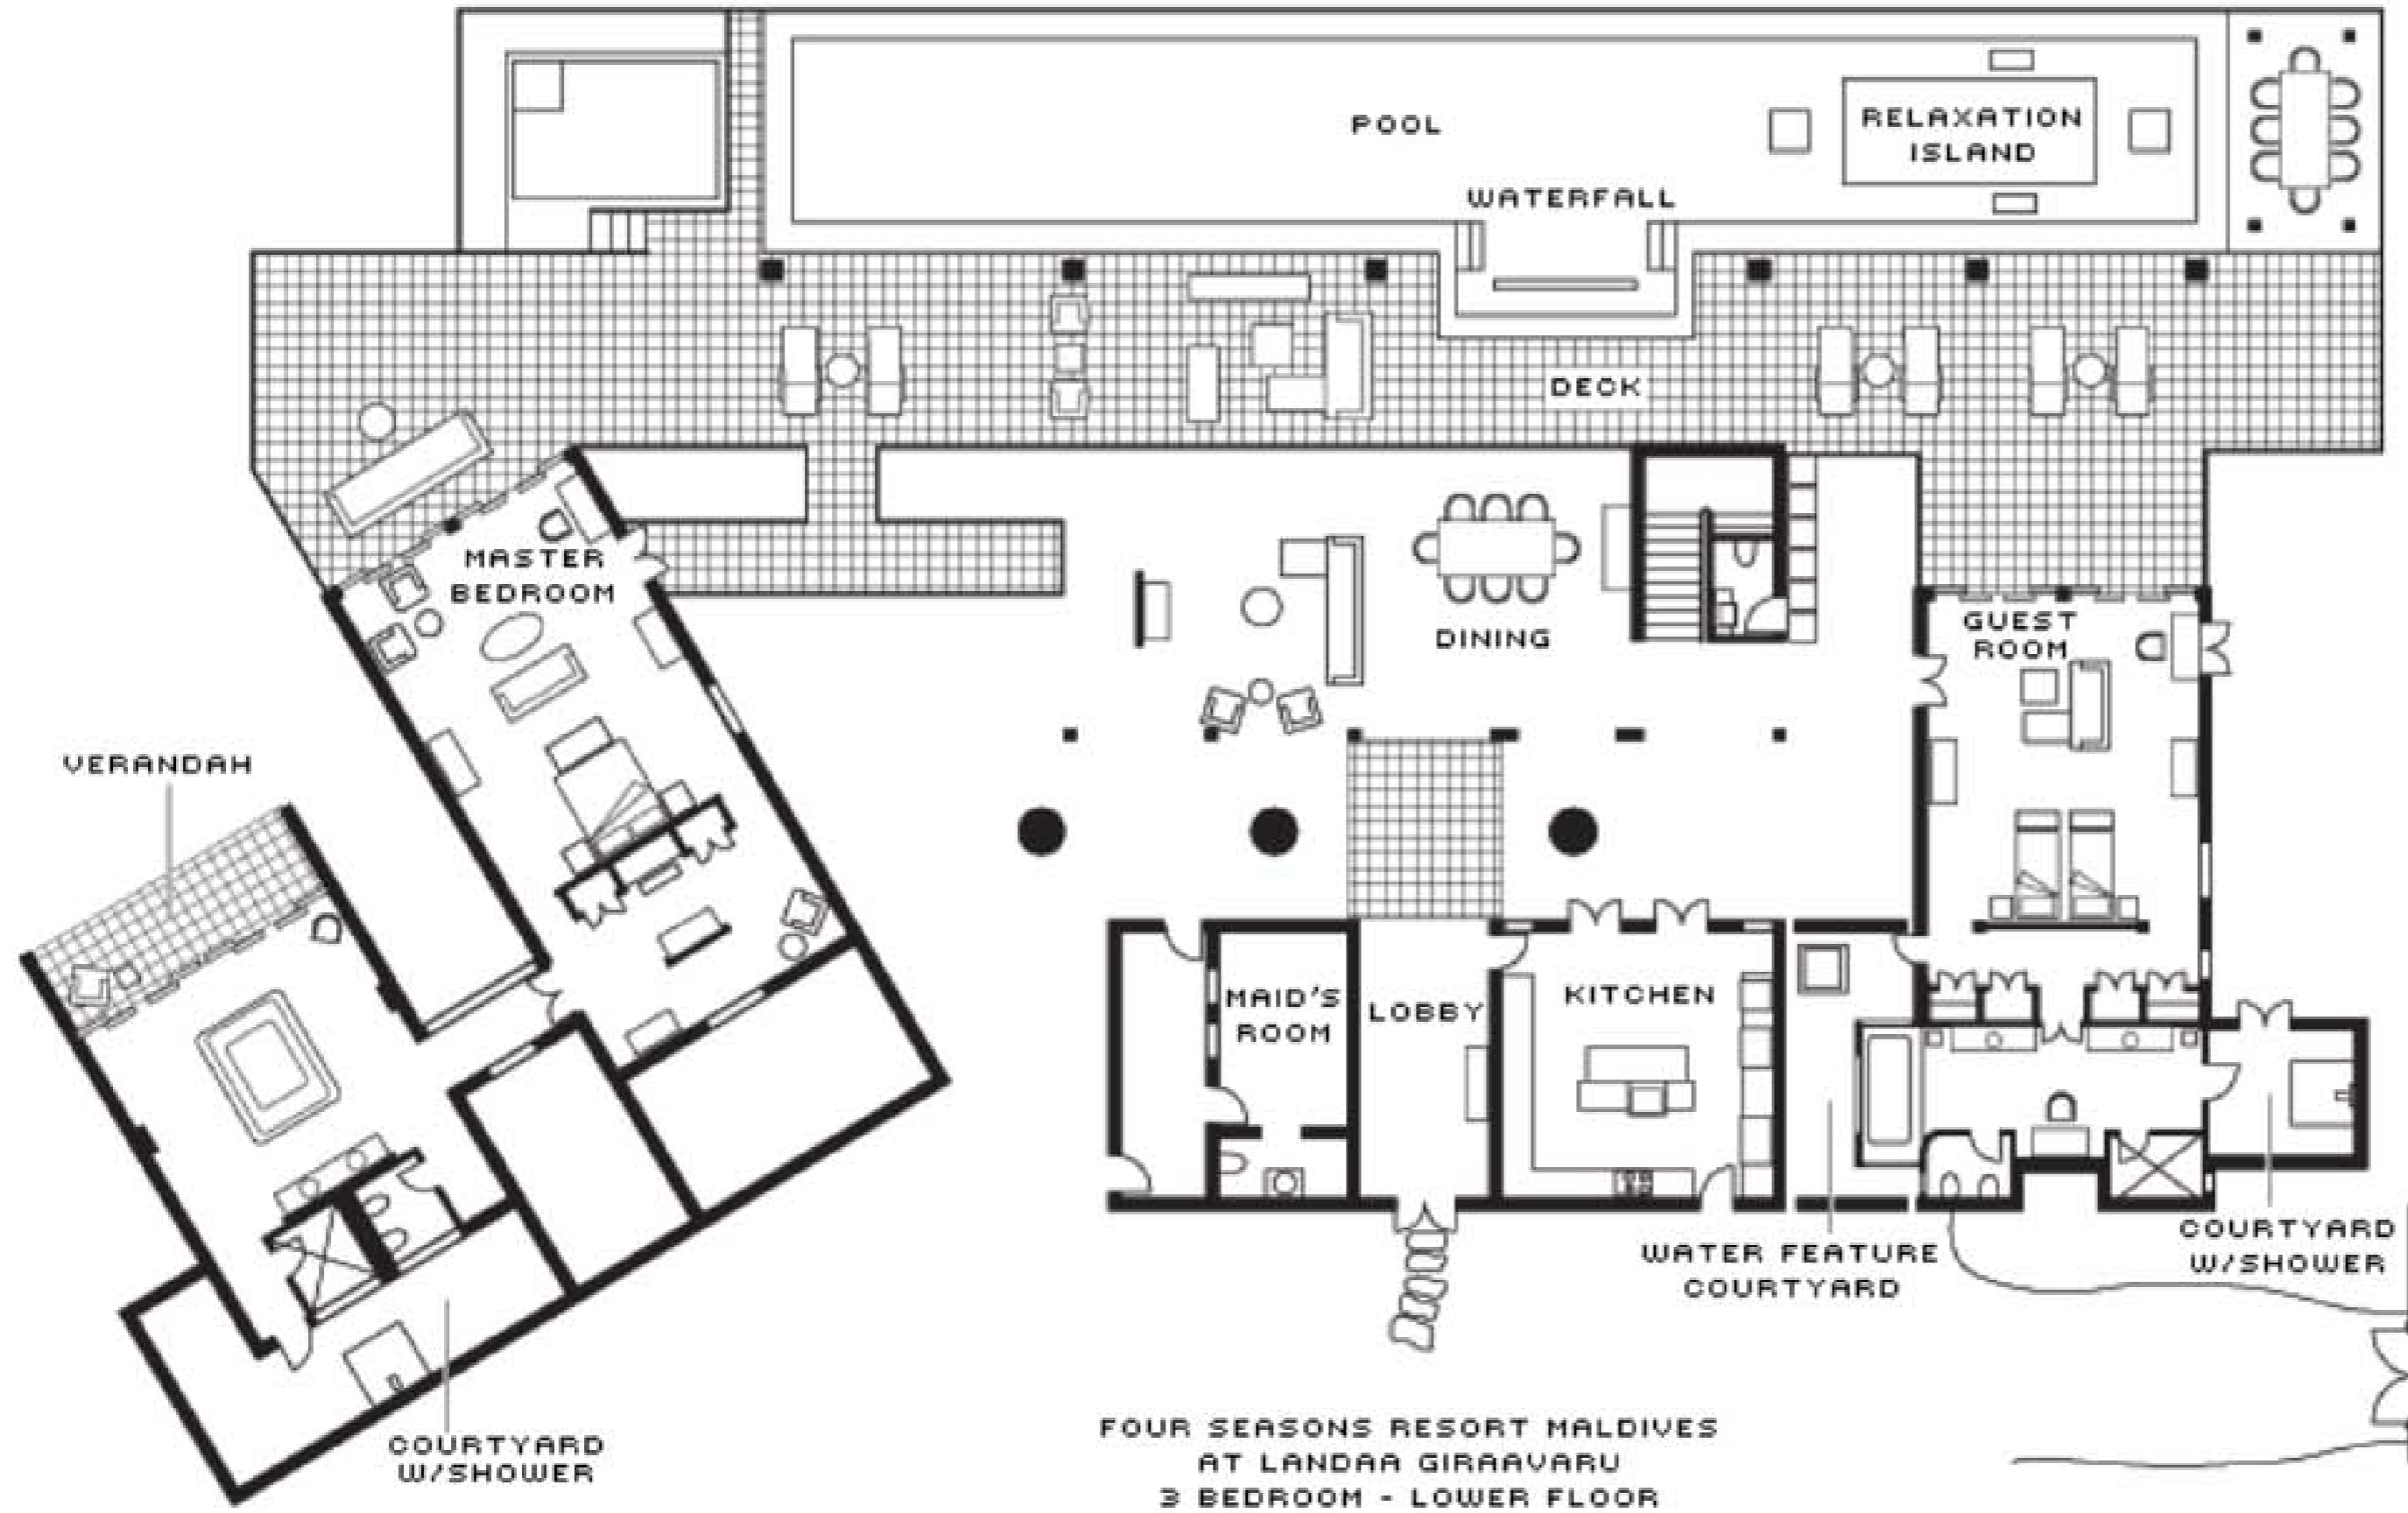 POOL
RELAXATION
ISLAND
WATERFALL
DECK
MASTER
BEDROOM
DINING
GUEST
ROOM
VERANDAH
MAID'S
ROOM
LOBBY
KITCHEN
WATER FEATURE
COURTYARD
COURTYARD
W/SHOWER
COURTYARD
W/SHOWER
FOUR SEASONS RESORT MALDIVES
AT LANDAA GIRAAVARU
3 BEDROOM - LOWER FLOOR